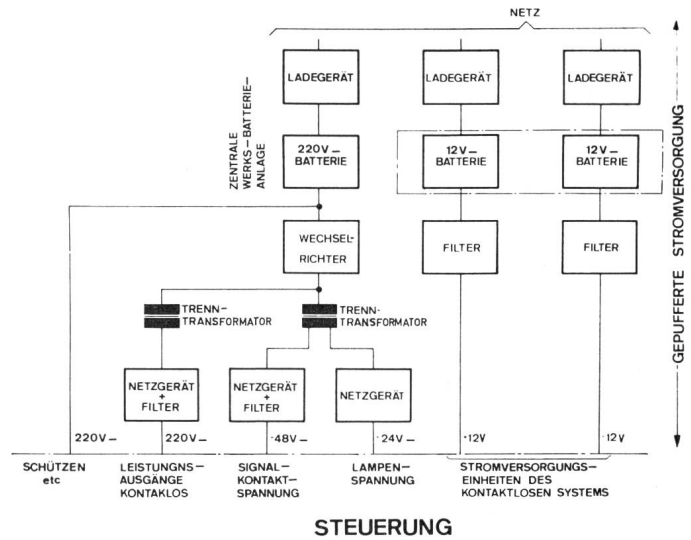 NETZ
LADEGERÄT
LADEGERÄT
LADEGERÄT
ZENTRALE
WERKS-BATTERIE-
ANLAGE
220V-
BATTERIE
12V-
BATTERIE
12V-
BATTERIE
WECHSEL-
RICHTER
FILTER
FILTER
GEPUFFERTE STROMVERSORGUNG
TRENN-
TRANSFORMATOR
TRENN-
TRANSFORMATOR
NETZGERÄT
+
FILTER
NETZGERÄT
+
FILTER
NETZGERÄT
220V-
220V-
48V-
24V-
12V
12V
SCHÜTZEN
etc
LEISTUNGNS-
AUSGÄNGE
KONTAKLOS
SIGNAL-
KONTAKT-
SPANNUNG
LAMPEN-
SPANNUNG
STROMVERSORGUNGS-
EINHEITEN DES
KONTAKTLOSEN SYSTEMS
STEUERUNG